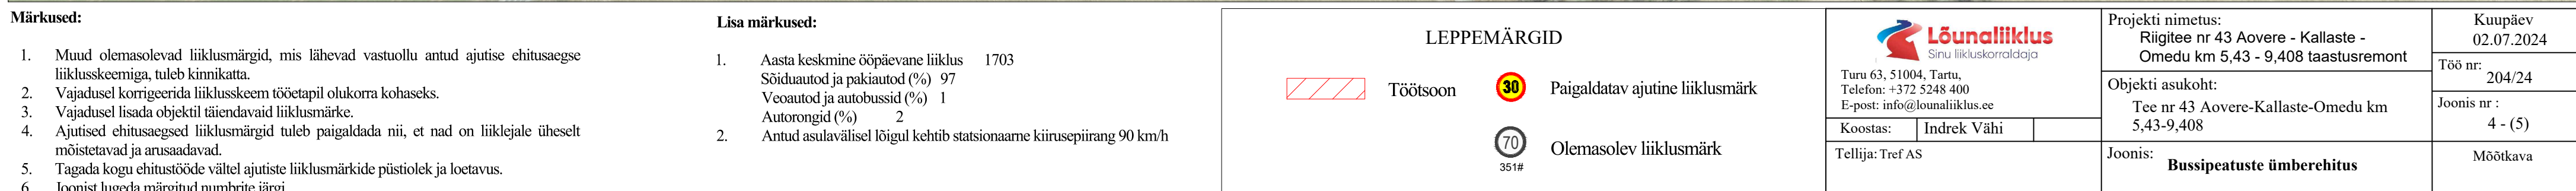 Märkused:
1. Muud olemasolevad liiklusmärgid, mis lähevad vastuollu antud ajutise ehitusaegse
liiklusskeemiga, tuleb kinnikatta.
2. Vajadusel korrigeerida liiklusskeem tööetapil olukorra kohaseks.
3. Vajadusel lisada objektil täiendavaid liiklusmärke.
4. Ajutised ehitusaegsed liiklusmärgid tuleb paigaldada nii, et nad on liiklejale üheselt
mõistetavad ja arusaadavad.
5. Tagada kogu ehitustööde vältel ajutiste liiklusmärkide püstiolek ja loetavus.
6. Joonist lugeda märgitud numbrite järgi.
Lisa märkused:
1. Aasta keskmine ööpäevane liiklus 1703
Sõiduautod ja pakiautod (%) 97
Veoautod ja autobussid (%) 1
Autorongid (%) 2
2. Antud asulavälisel lõigul kehtib statsionaarne kiirusepiirang 90 km/h
LEPPEMÄRGID
Töötsoon
30 Paigaldatav ajutine liiklusmärk
70 Olemasolev liiklusmärk
351#
Lõunaliiklus
Sinu liikluskorraldaja
Turu 63, 51004, Tartu,
Telefon: +372 5248 400
E-post: info@lounaliiklus.ee
Koostas: Indrek Vähi
Tellija: Tref AS
Projekti nimetus:
Riigitee nr 43 Aovere - Kallaste -
Omedu km 5,43 - 9,408 taastusremont
Objekti asukoht:
Tee nr 43 Aovere-Kallaste-Omedu km
5,43-9,408
Joonis:
Bussipeatuste ümberehitus
Kuupäev
02.07.2024
Töö nr:
204/24
Joonis nr :
4 - (5)
Mõõtkava